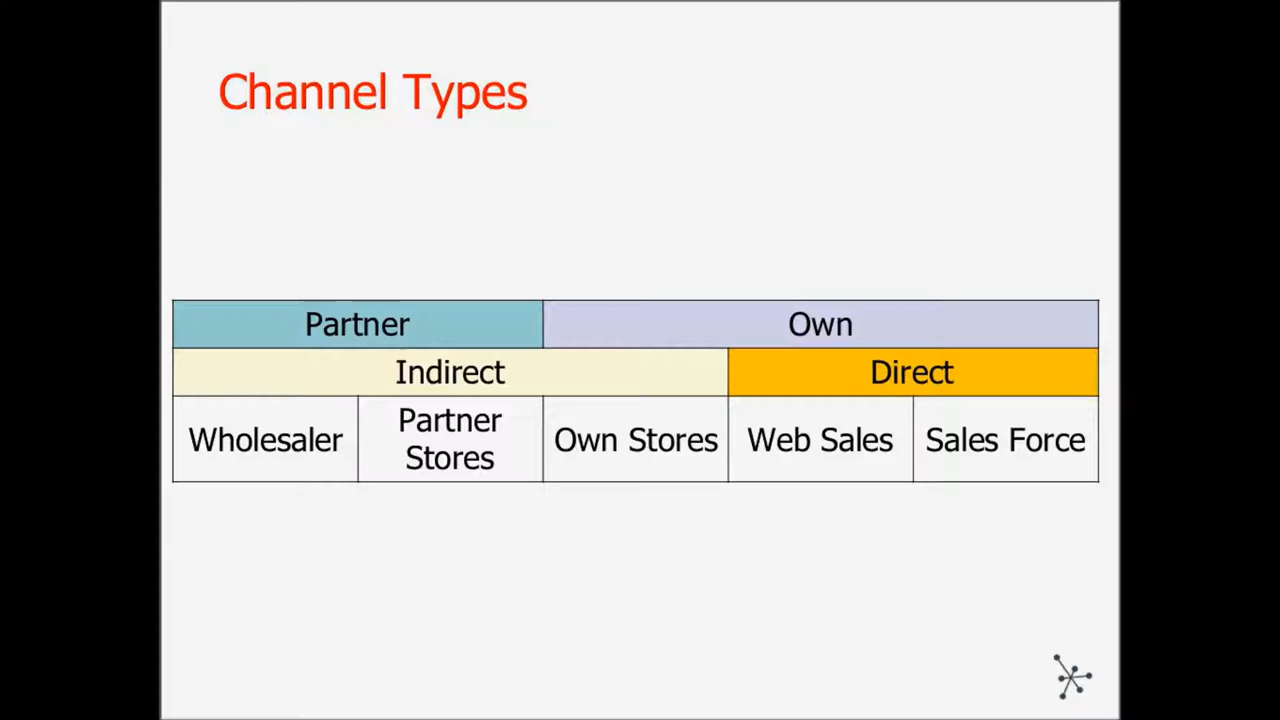 Channel Types
Partner Own
Indirect Direct
Wholesaler Partner Stores Own Stores Web Sales Sales Force